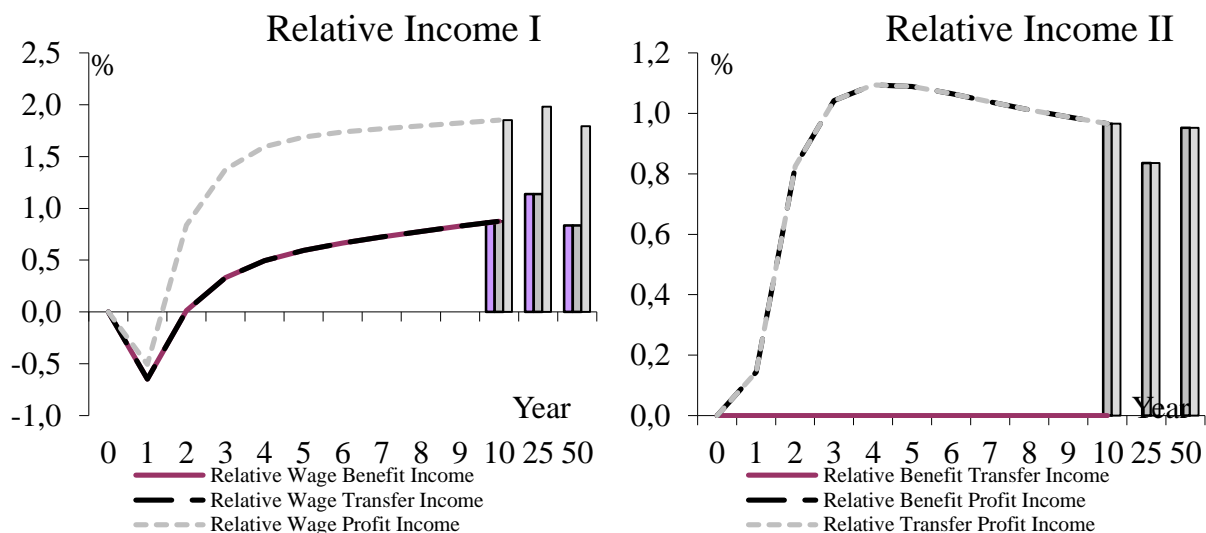 Relative Income I
%
2,5
2,0
1,5
1,0
0,5
0,0
-0,5
-1,0
Year
0 1 2 3 4 5 6 7 8 9 10 25 50
Relative Wage Benefit Income
Relative Wage Transfer Income
Relative Wage Profit Income
Relative Income II
%
1,2
1,0
0,8
0,6
0,4
0,2
0,0
Year
0 1 2 3 4 5 6 7 8 9 10 25 50
Relative Benefit Transfer Income
Relative Benefit Profit Income
Relative Transfer Profit Income